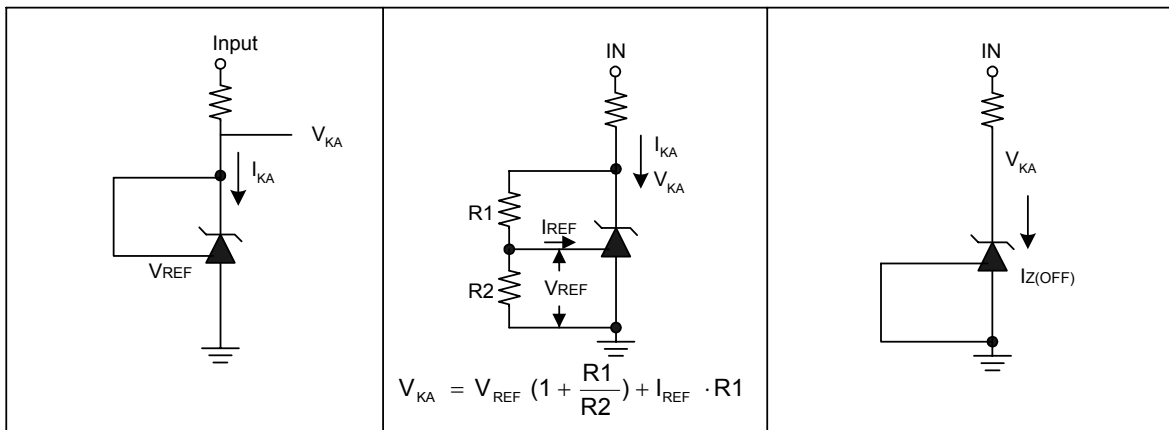 Input
V_KA
I_KA
VREF
IN
I_KA
V_KA
R1
IREF
R2
VREF
V_KA = V_REF (1 + R1/R2) + I_REF · R1
IN
V_KA
IZ(OFF)